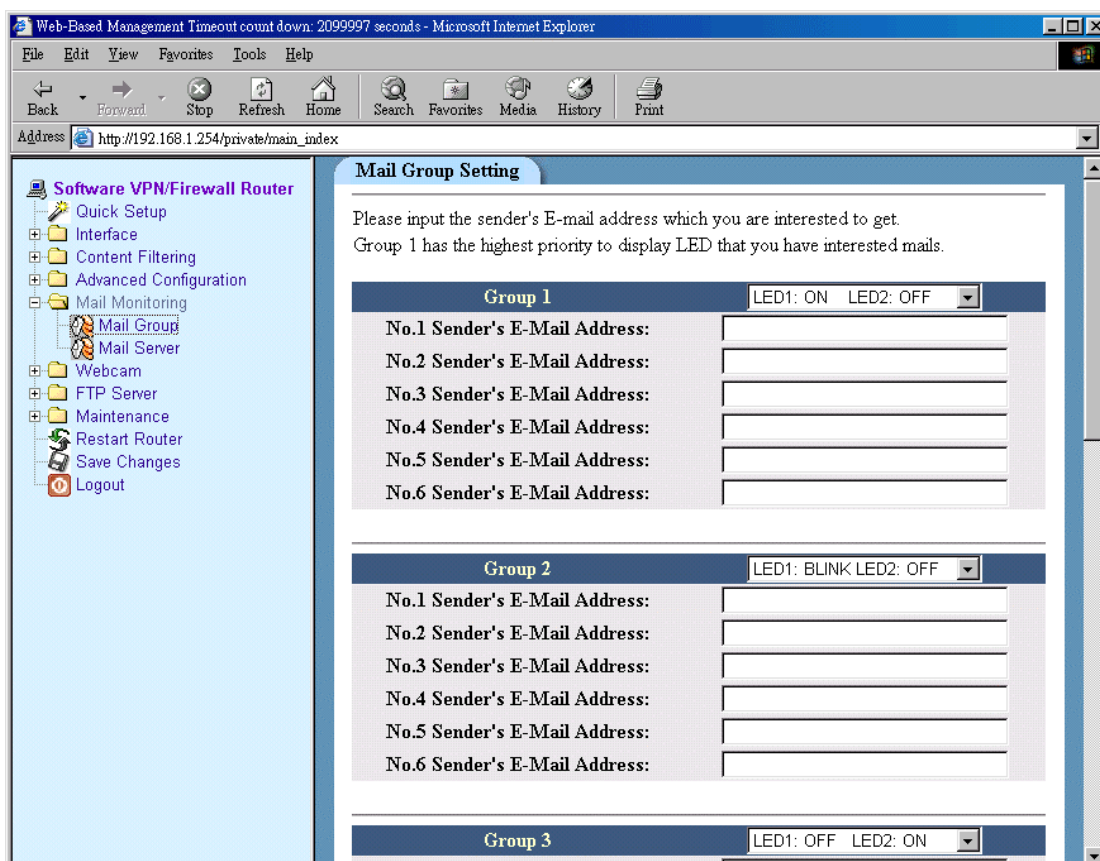 Web-Based Management Timeout count down: 2099997 seconds - Microsoft Internet Explorer
File Edit View Favorites Tools Help
Back Forward Stop Refresh Home Search Favorites Media History Print
Address http://192.168.1.254/private/main_index
Software VPN/Firewall Router
Quick Setup
Interface
Content Filtering
Advanced Configuration
Mail Monitoring
Mail Group
Mail Server
Webcam
FTP Server
Maintenance
Restart Router
Save Changes
Logout
Mail Group Setting
Please input the sender's E-mail address which you are interested to get.
Group 1 has the highest priority to display LED that you have interested mails.
Group 1 LED1: ON LED2: OFF
No.1 Sender's E-Mail Address:
No.2 Sender's E-Mail Address:
No.3 Sender's E-Mail Address:
No.4 Sender's E-Mail Address:
No.5 Sender's E-Mail Address:
No.6 Sender's E-Mail Address:
Group 2 LED1: BLINK LED2: OFF
No.1 Sender's E-Mail Address:
No.2 Sender's E-Mail Address:
No.3 Sender's E-Mail Address:
No.4 Sender's E-Mail Address:
No.5 Sender's E-Mail Address:
No.6 Sender's E-Mail Address:
Group 3 LED1: OFF LED2: ON